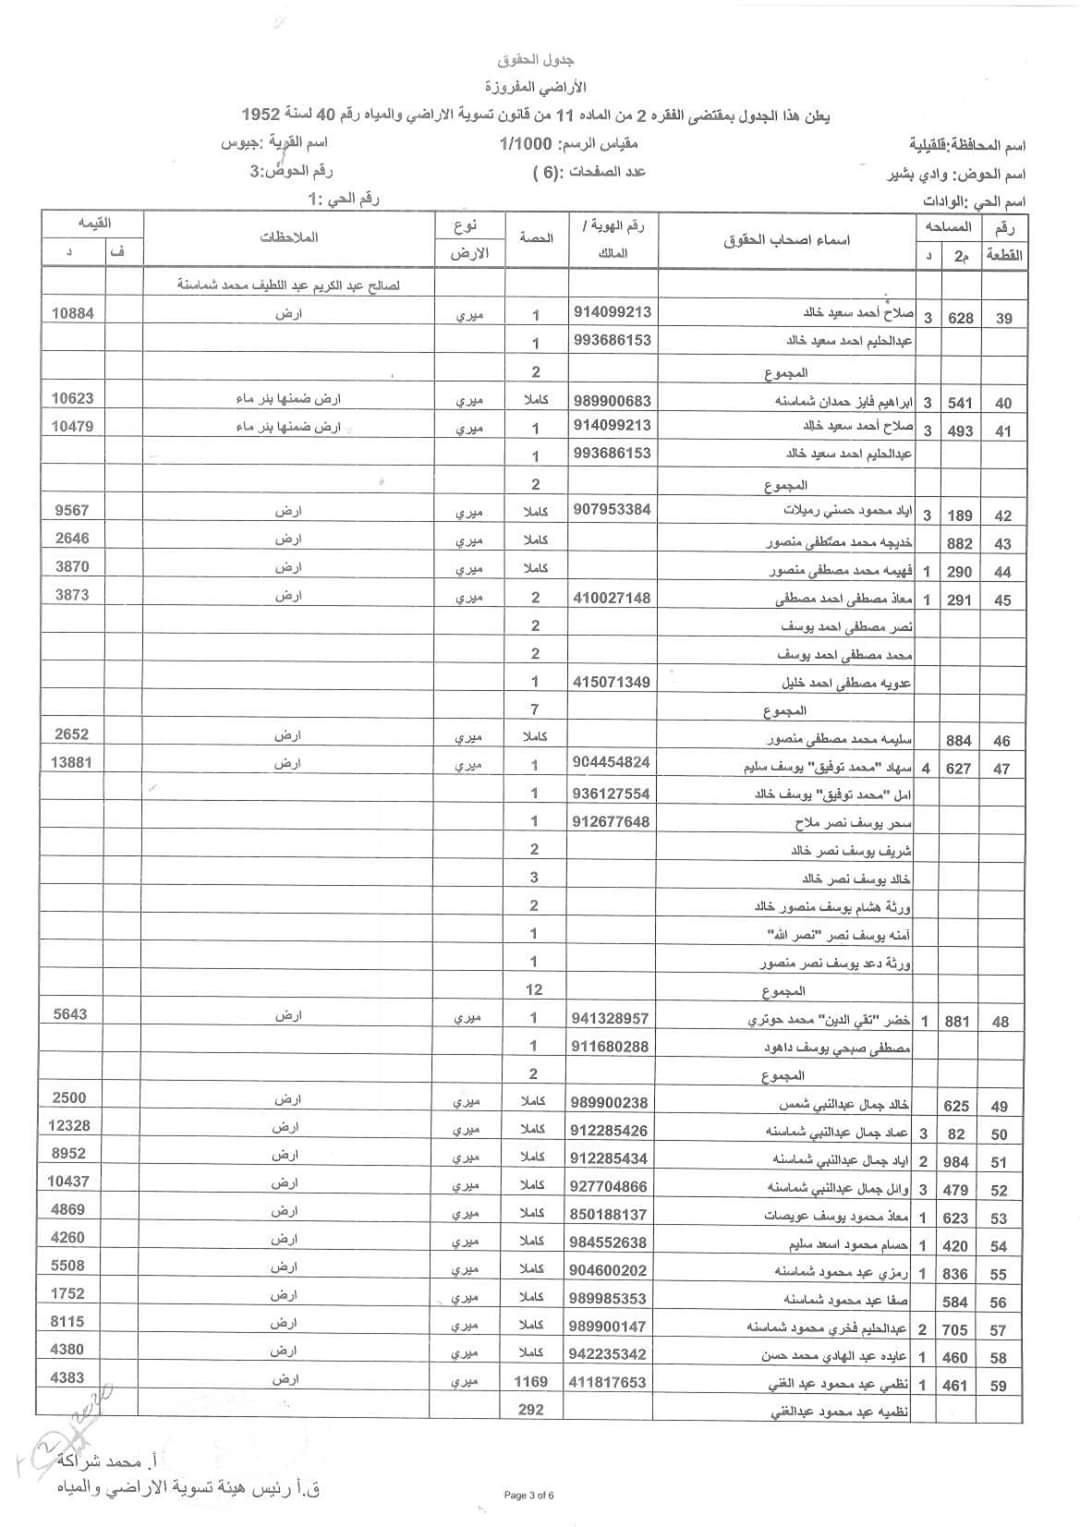 جدول الحقوق
الأراضي المفروزة
يعلن هذا الجدول بمقتضى الفقره 2 من الماده 11 من قانون تسوية الاراضي والمياه رقم 40 لسنة 1952
اسم المحافظة:قلقيلية مقياس الرسم: 1/1000 اسم القرية :جيوس
اسم الحوض: وادي بشير عدد الصفحات :(6 ) رقم الحوض:3
اسم الحي :الوادات رقم الحي :1
رقم القطعة المساحه م2 د اسماء اصحاب الحقوق رقم الهوية / المالك الحصة نوع الارض الملاحظات القيمه ف د
لصالح عبد الكريم عبد اللطيف محمد شماسنة
39 628 3 صلاح أحمد سعيد خالد 914099213 1 ميري ارض 10884
عبدالحليم احمد سعيد خالد 993686153 1
المجموع 2
40 541 3 ابراهيم فايز حمدان شماسنه 989900683 كاملا ميري ارض ضمنها بئر ماء 10623
41 493 3 صلاح أحمد سعيد خالد 914099213 1 ميري ارض ضمنها بئر ماء 10479
عبدالحليم احمد سعيد خالد 993686153 1
المجموع 2
42 189 3 اياد محمود حسني رميلات 907953384 كاملا ميري ارض 9567
43 882 خديجه محمد مصطفى منصور كاملا ميري ارض 2646
44 290 1 فهيمه محمد مصطفى منصور كاملا ميري ارض 3870
45 291 1 معاذ مصطفى احمد مصطفى 410027148 2 ميري ارض 3873
نصر مصطفى احمد يوسف 2
محمد مصطفى احمد يوسف 2
عدويه مصطفى احمد خليل 415071349 1
المجموع 7
46 884 سليمه محمد مصطفى منصور كاملا ميري ارض 2652
47 627 4 سهاد "محمد توفيق" يوسف سليم 904454824 1 ميري ارض 13881
امل "محمد توفيق" يوسف خالد 936127554 1
سحر يوسف نصر ملاح 912677648 1
شريف يوسف نصر خالد 2
خالد يوسف نصر خالد 3
ورثة هشام يوسف منصور خالد 2
آمنه يوسف نصر "نصر الله" 1
ورثة دعد يوسف نصر منصور 1
المجموع 12
48 881 1 خضر "تقي الدين" محمد حوتري 941328957 1 ميري ارض 5643
مصطفى صبحي يوسف داهود 911680288 1
المجموع 2
49 625 خالد جمال عبدالنبي شمس 989900238 كاملا ميري ارض 2500
50 82 3 عماد جمال عبدالنبي شماسنه 912285426 كاملا ميري ارض 12328
51 984 2 اياد جمال عبدالنبي شماسنه 912285434 كاملا ميري ارض 8952
52 479 3 وائل جمال عبدالنبي شماسنه 927704866 كاملا ميري ارض 10437
53 623 1 معاذ محمود يوسف عويصات 850188137 كاملا ميري ارض 4869
54 420 1 حسام محمود اسعد سليم 984552638 كاملا ميري ارض 4260
55 836 1 رمزي عبد محمود شماسنه 904600202 كاملا ميري ارض 5508
56 584 صفا عبد محمود شماسنه 989985353 كاملا ميري ارض 1752
57 705 2 عبدالحليم فخري محمود شماسنه 989900147 كاملا ميري ارض 8115
58 460 1 عايده عبد الهادي محمد حسن 942235342 كاملا ميري ارض 4380
59 461 1 نظمي عبد محمود عبد الغني 411817653 1169 ميري ارض 4383
نظميه عبد محمود عبدالغني 292
أ. محمد شراكة
ق.أ رئيس هيئة تسوية الاراضي والمياه
Page 3 of 6